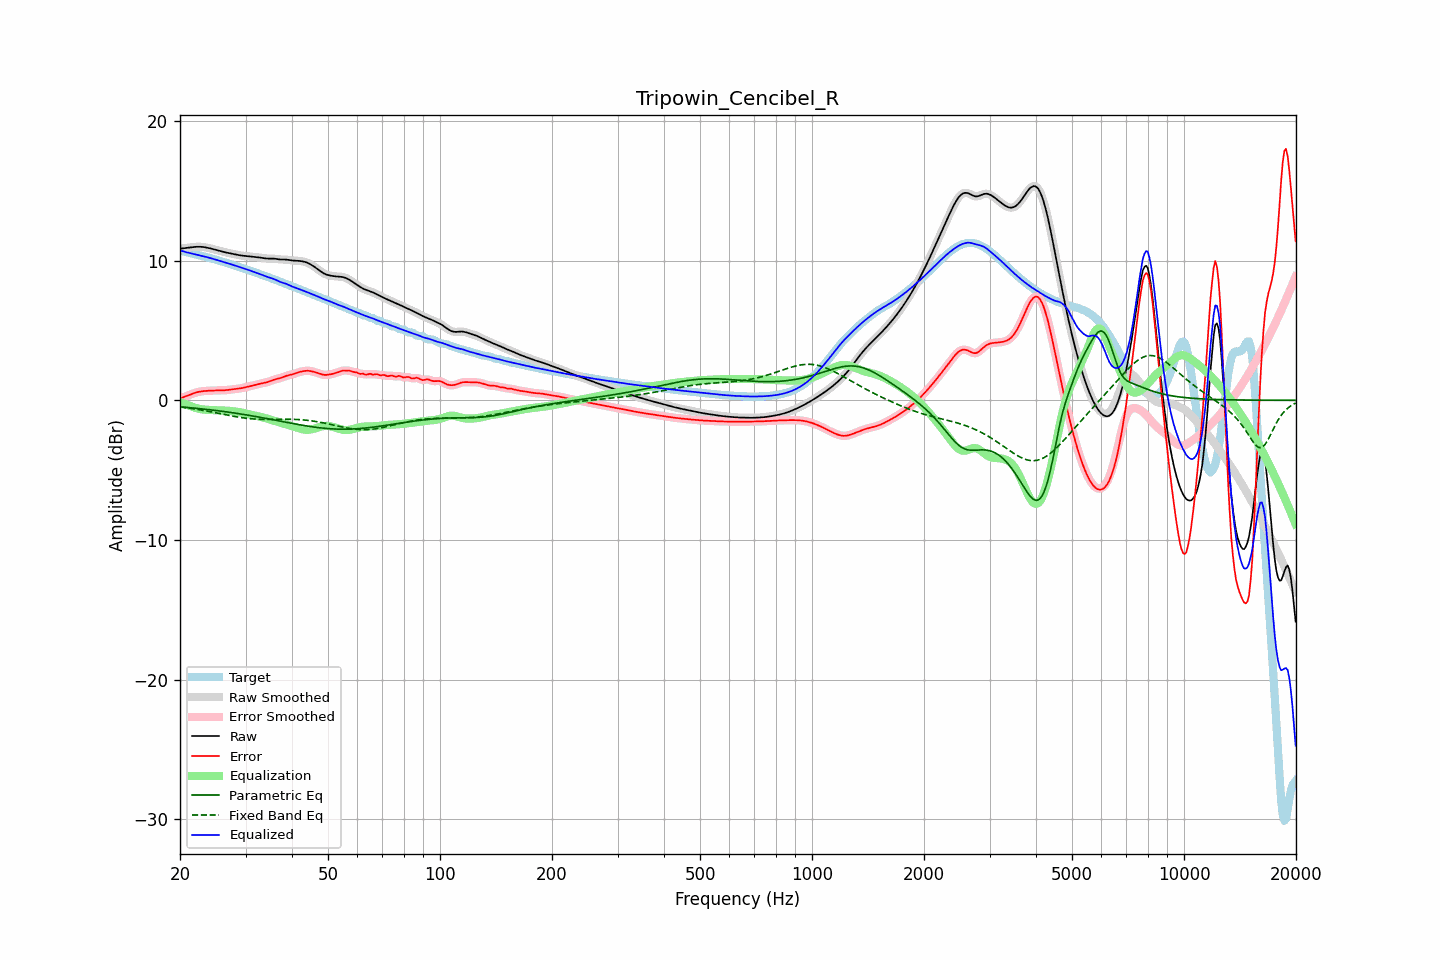 Tripowin_Cencibel_R
20
10
0
−10
−20
−30
Amplitude (dBr)
Target
Raw Smoothed
Error Smoothed
Raw
Error
Equalization
Parametric Eq
Fixed Band Eq
Equalized
20 50 100 200 500 1000 2000 5000 10000 20000
Frequency (Hz)